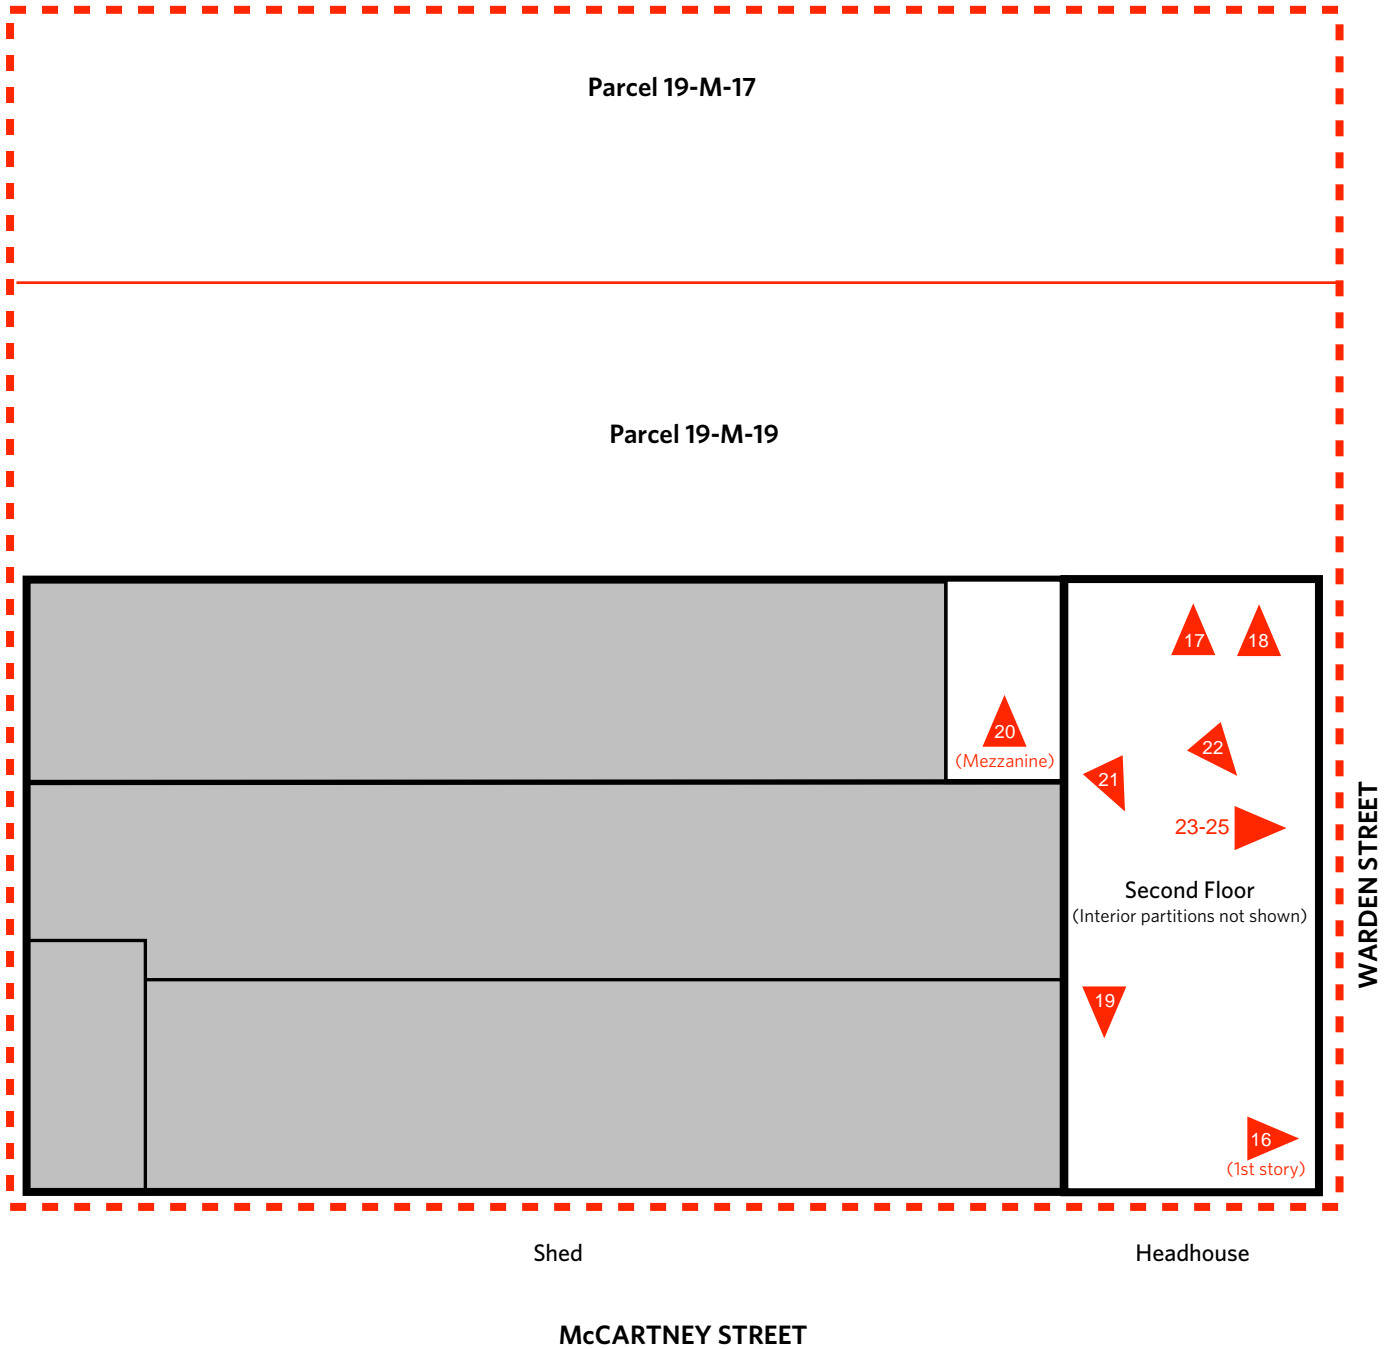 Parcel 19-M-17
Parcel 19-M-19
17
18
20
(Mezzanine)
22
21
23-25
Second Floor
(Interior partitions not shown)
19
16
(1st story)
WARDEN STREET
Shed
Headhouse
McCARTNEY STREET